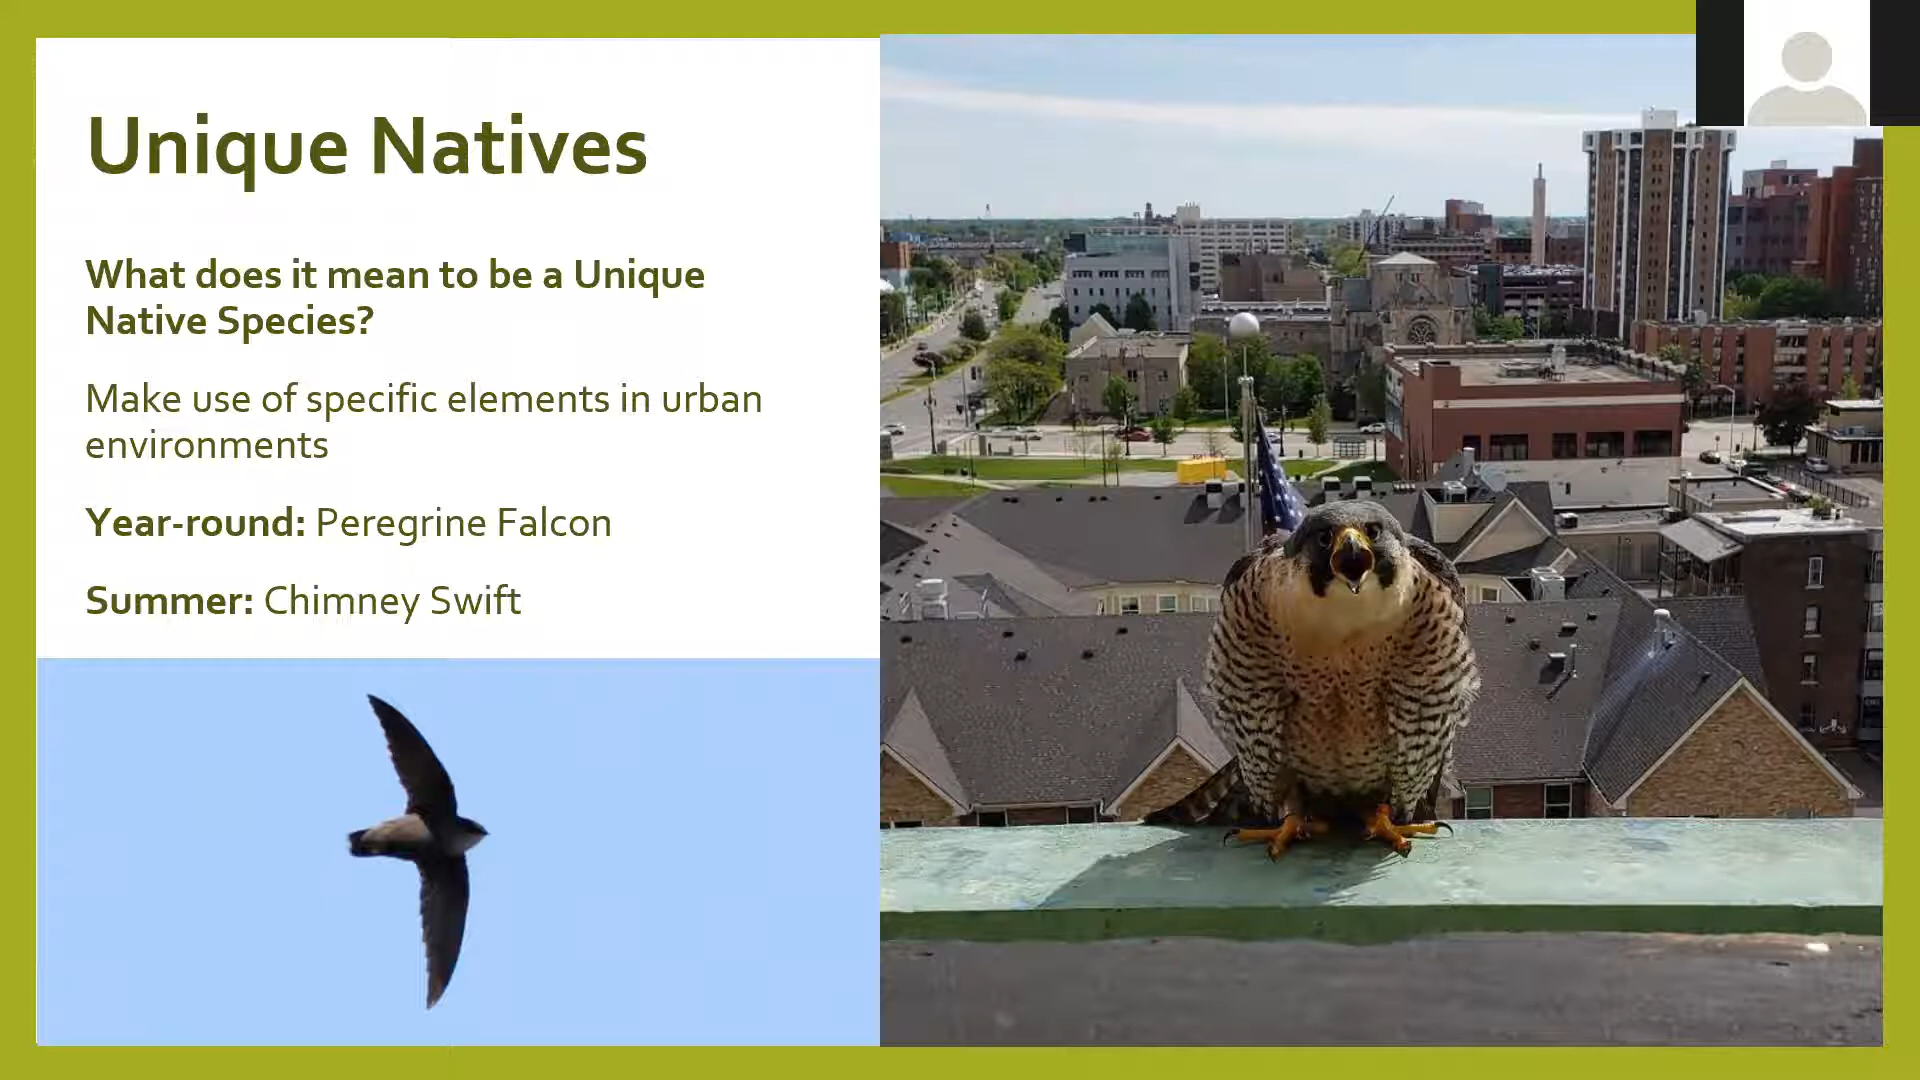 Unique Natives
What does it mean to be a Unique
Native Species?
Make use of specific elements in urban
environments
Year-round: Peregrine Falcon
Summer: Chimney Swift